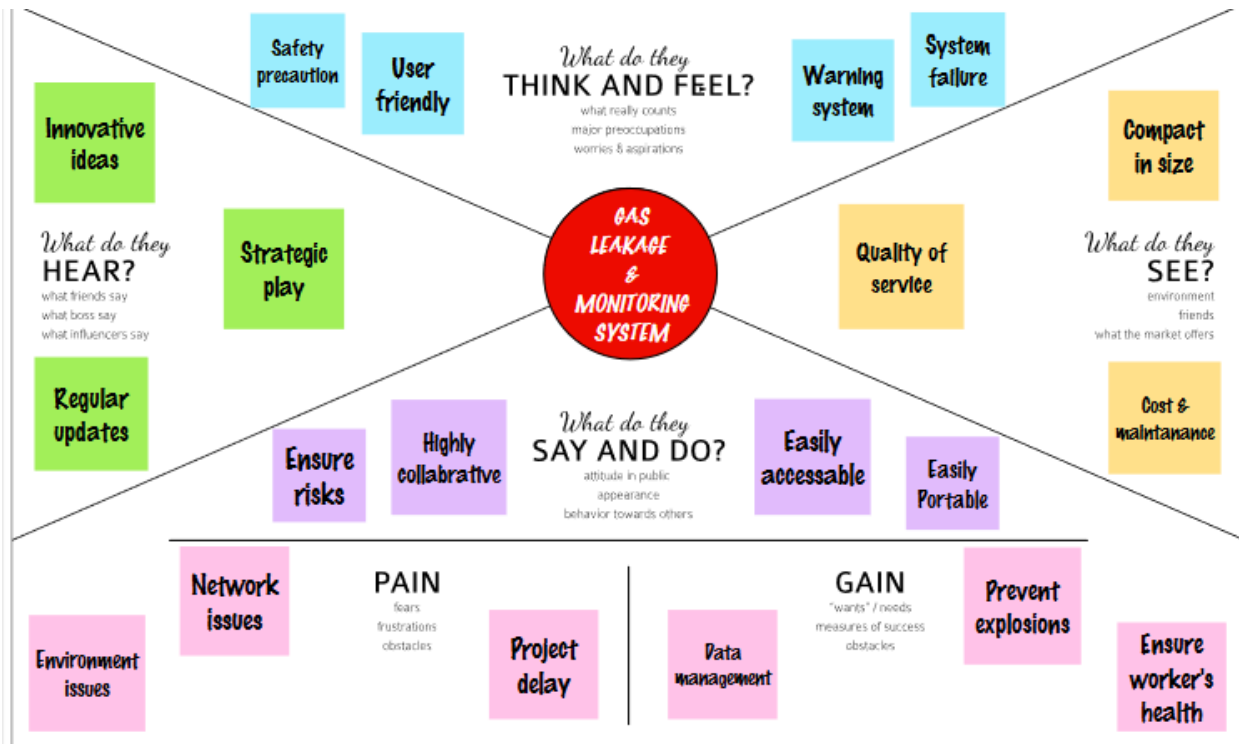 Safety
precaution
User
friendly
What do they
THINK AND FEEL?
what really counts
major preoccupations
worries & aspirations
Warning
system
System
failure
Innovative
ideas
What do they
HEAR?
what friends say
what boss say
what influencers say
Strategic
play
Regular
updates
GAS
LEAKAGE
&
MONITORING
SYSTEM
Compact
in size
Quality of
service
What do they
SEE?
environment
friends
what the market offers
Cost &
maintanance
Ensure
risks
Highly
collabrative
What do they
SAY AND DO?
attitude in public
appearance
behavior towards others
Easily
accessable
Easily
Portable
Environment
issues
Network
issues
PAIN
fears
frustrations
obstacles
Project
delay
Data
management
GAIN
"wants" / needs
measures of success
obstacles
Prevent
explosions
Ensure
worker's
health